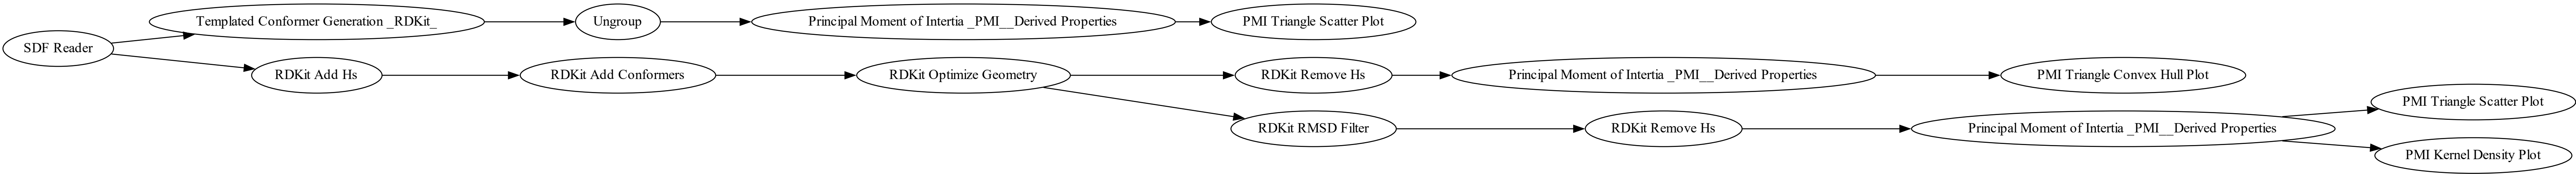 SDF Reader
Templated Conformer Generation _RDKit_
Ungroup
Principal Moment of Intertia _PMI__Derived Properties
PMI Triangle Scatter Plot
RDKit Add Hs
RDKit Add Conformers
RDKit Optimize Geometry
RDKit Remove Hs
Principal Moment of Intertia _PMI__Derived Properties
PMI Triangle Convex Hull Plot
RDKit RMSD Filter
RDKit Remove Hs
Principal Moment of Intertia _PMI__Derived Properties
PMI Triangle Scatter Plot
PMI Kernel Density Plot